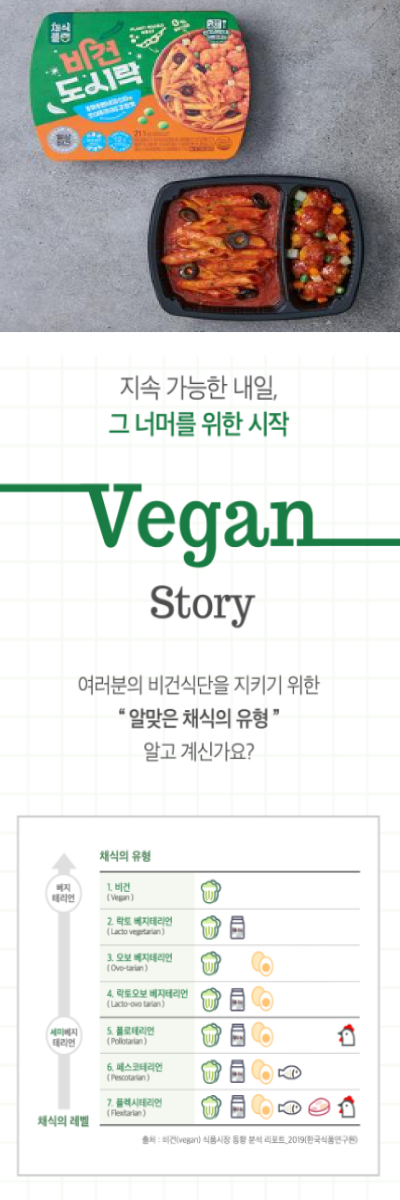 채식
비건
도시락
지속 가능한 내일,
그 너머를 위한 시작
Vegan
Story
여러분의 비건식단을 지키기 위한
“ 알맞은 채식의 유형 ”
알고 계신가요?
채식의 유형
베지
테리언
1. 비건
( Vegan )
2. 락토 베지테리언
( Lacto vegetarian )
3. 오보 베지테리언
( Ovo-tarian )
4. 락토오보 베지테리언
( Lacto-ovo tarian )
세미베지
테리언
5. 폴로테리언
( Pollotarian )
6. 페스코테리언
( Pescotarian )
7. 플렉시테리언
( Flexitarian )
채식의 레벨
출처 : 비건(vegan) 식품시장 동향 분석 리포트_2019(한국식품연구원)